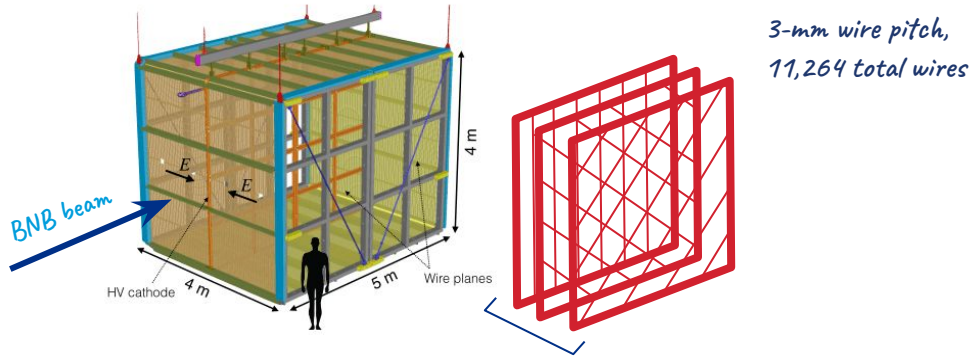 3-mm wire pitch,
11,264 total wires
4 m
E
E
BNB beam
HV cathode
4 m
5 m
Wire planes